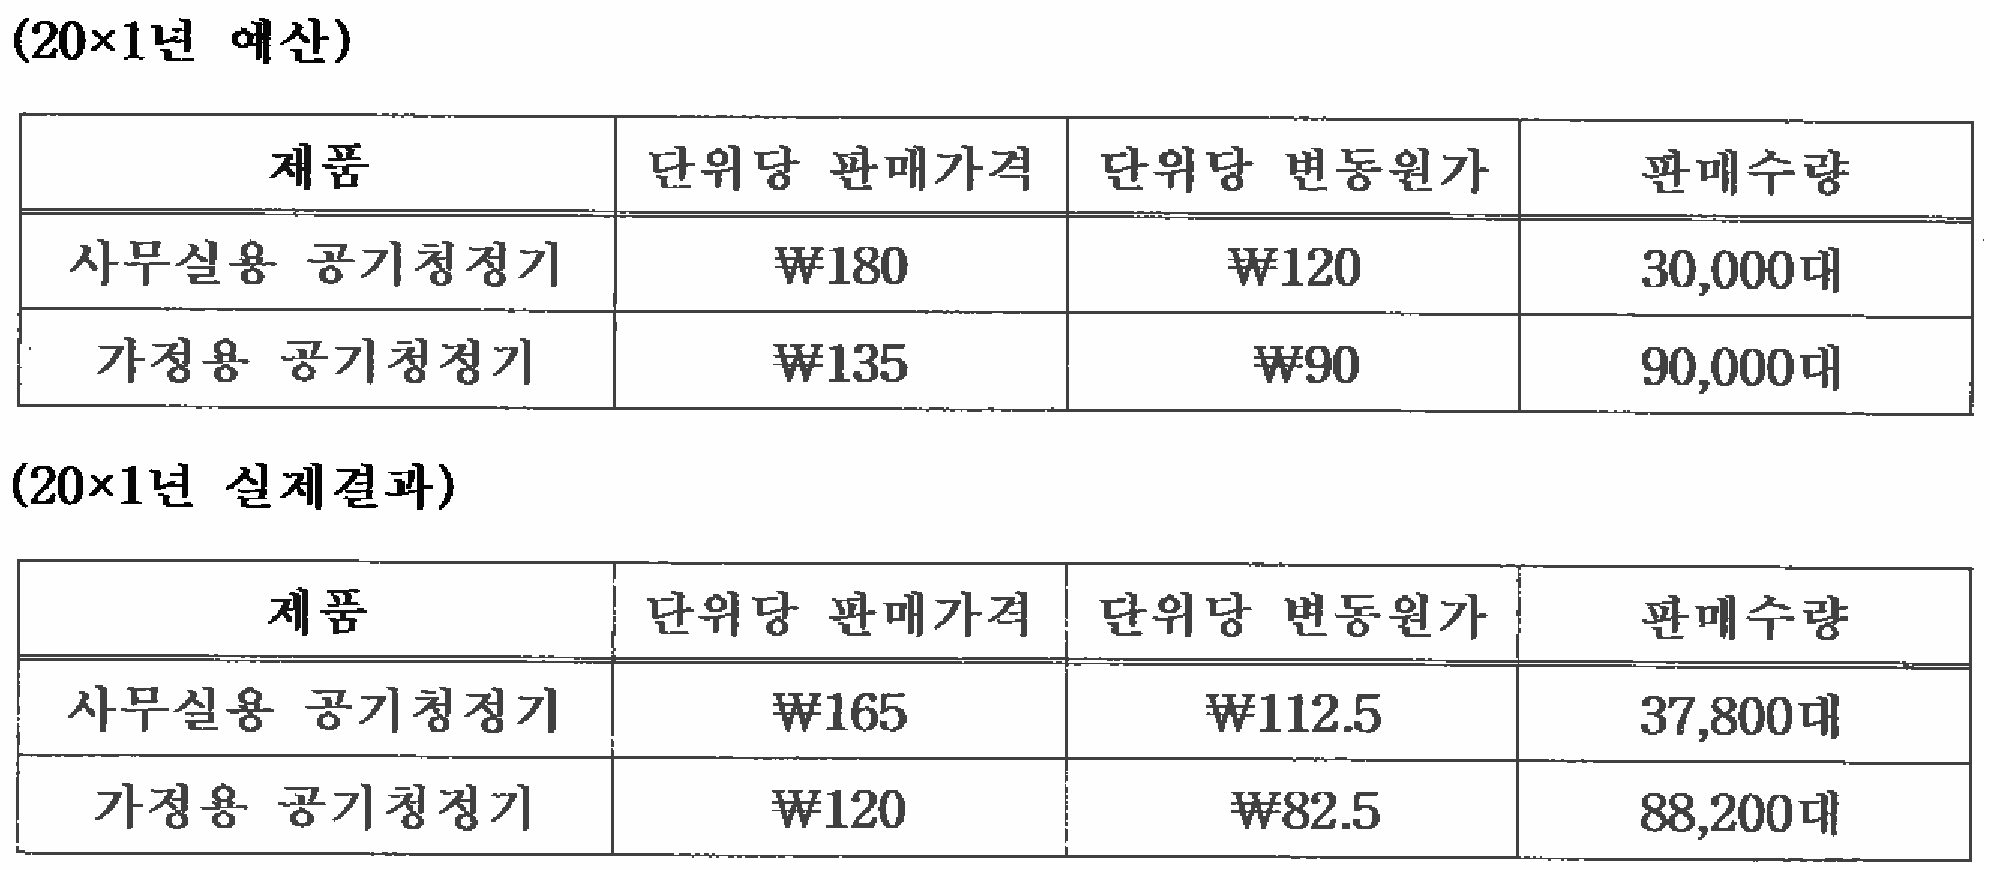 (20×1년 예산)
제품 단위당 판매가격 단위당 변동원가 판매수량
사무실용 공기청정기 ₩180 ₩120 30,000대
가정용 공기청정기 ₩135 ₩90 90,000대
(20×1년 실제결과)
제품 단위당 판매가격 단위당 변동원가 판매수량
사무실용 공기청정기 ₩165 ₩112.5 37,800대
가정용 공기청정기 ₩120 ₩82.5 88,200대